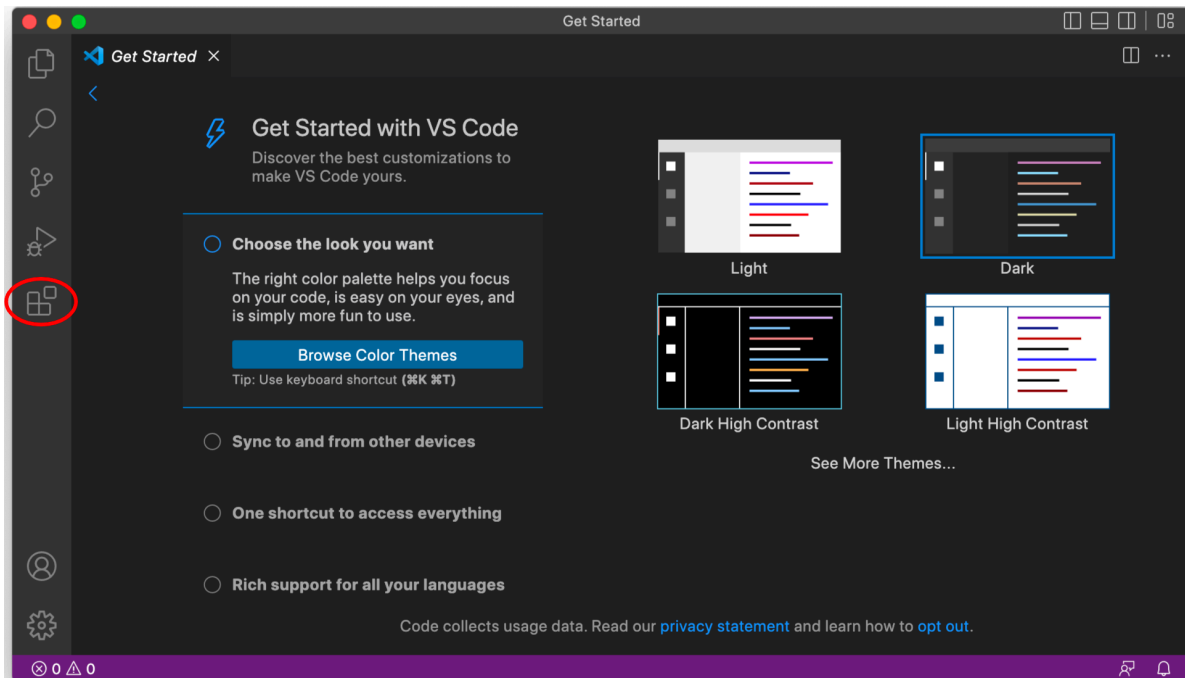 Get Started
Get Started
Get Started with VS Code
Discover the best customizations to
make VS Code yours.
Choose the look you want
The right color palette helps you focus
on your code, is easy on your eyes, and
is simply more fun to use.
Browse Color Themes
Tip: Use keyboard shortcut (⌘K ⌘T)
Sync to and from other devices
One shortcut to access everything
Rich support for all your languages
Light
Dark
Dark High Contrast
Light High Contrast
See More Themes...
Code collects usage data. Read our privacy statement and learn how to opt out.
0 0